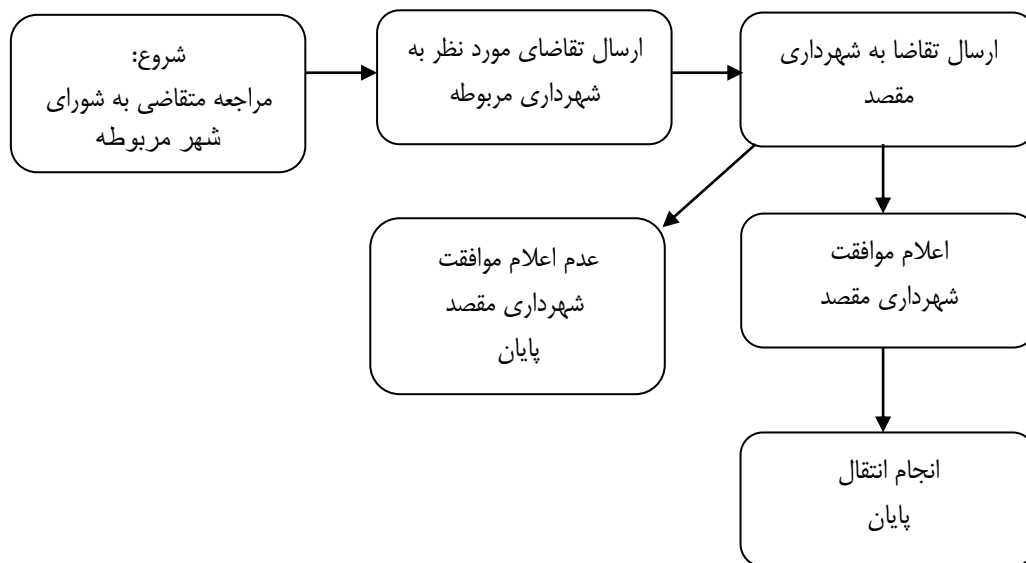 شروع:
مراجعه متقاضی به شورای
شهر مربوطه
ارسال تقاضای مورد نظر به
شهرداری مربوطه
ارسال تقاضا به شهرداری
مقصد
عدم اعلام موافقت
شهرداری مقصد
پایان
اعلام موافقت
شهرداری مقصد
انجام انتقال
پایان